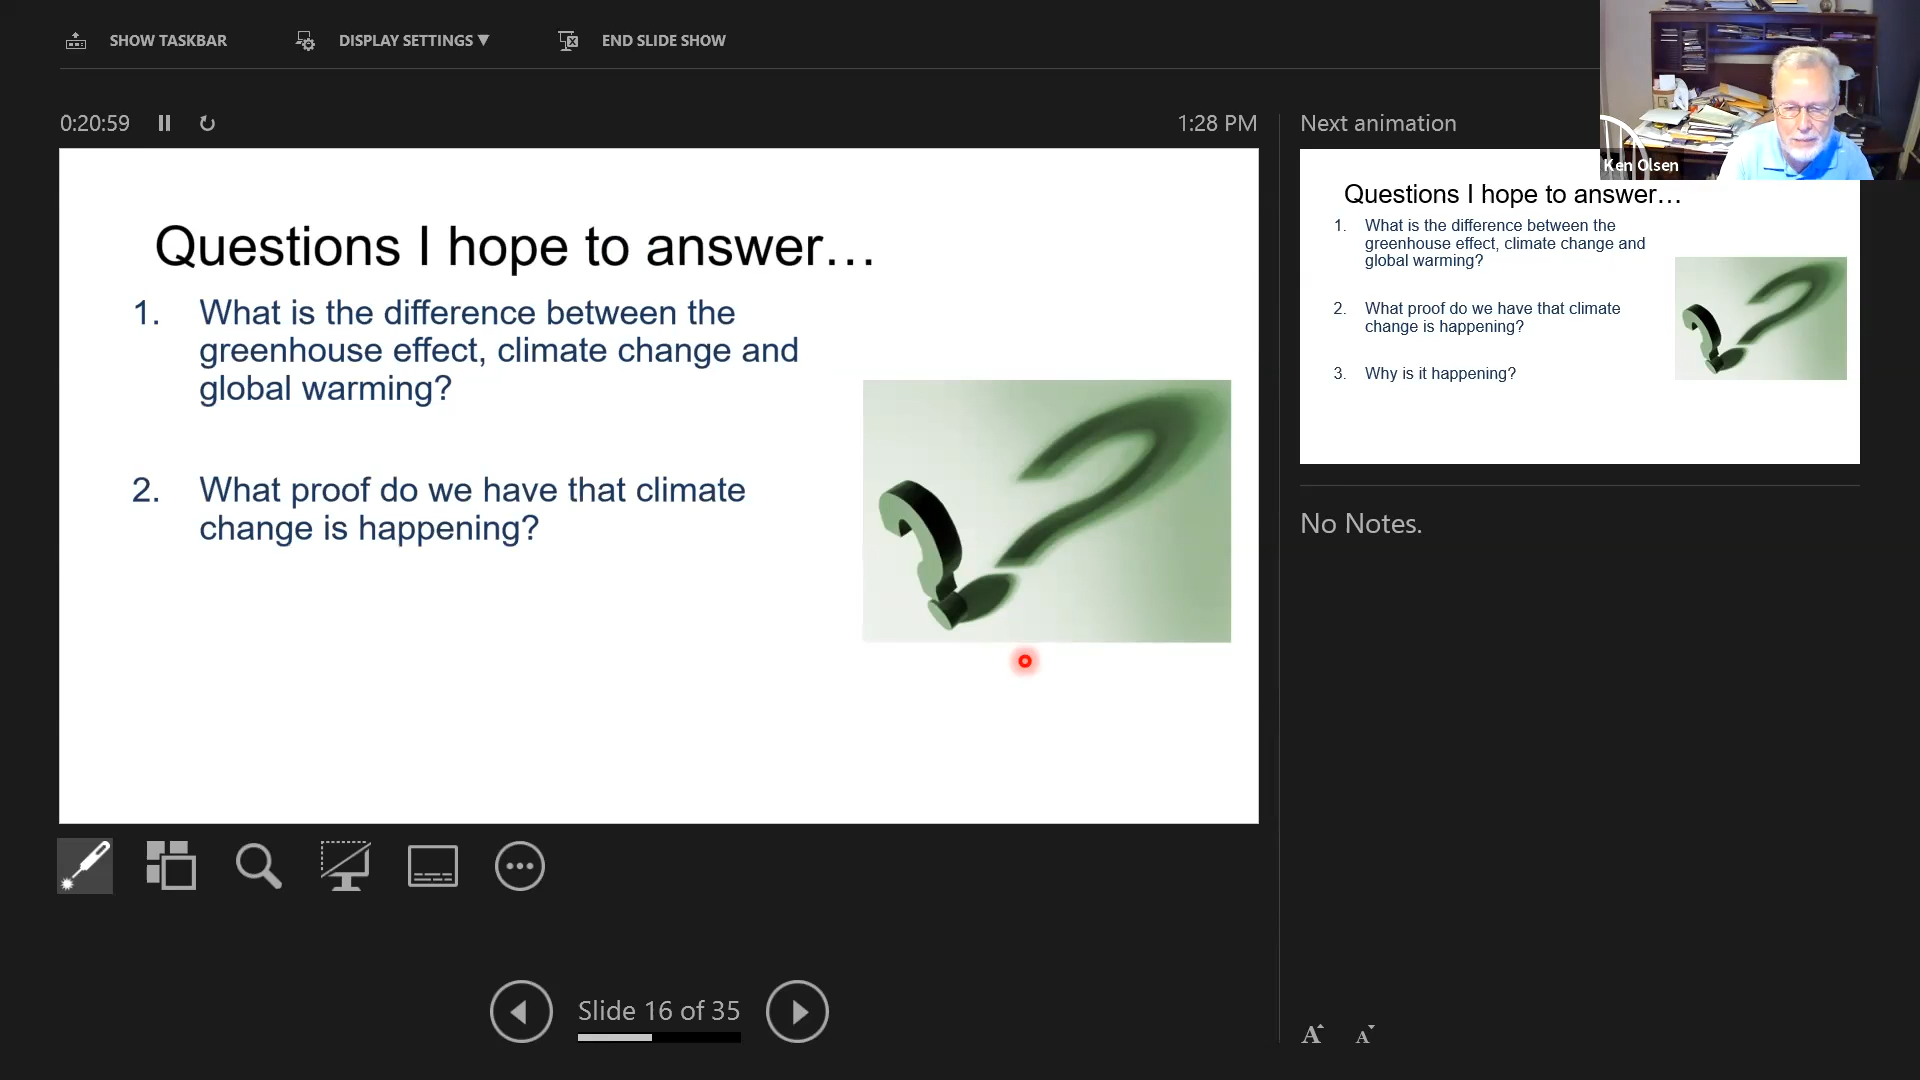 SHOW TASKBAR
DISPLAY SETTINGS ▼
END SLIDE SHOW
0:20:59
1:28 PM
Next animation
Ken Olsen
Questions I hope to answer…
1. What is the difference between the
greenhouse effect, climate change and
global warming?
2. What proof do we have that climate
change is happening?
Questions I hope to answer…
1. What is the difference between the
greenhouse effect, climate change and
global warming?
2. What proof do we have that climate
change is happening?
3. Why is it happening?
No Notes.
Slide 16 of 35
A A